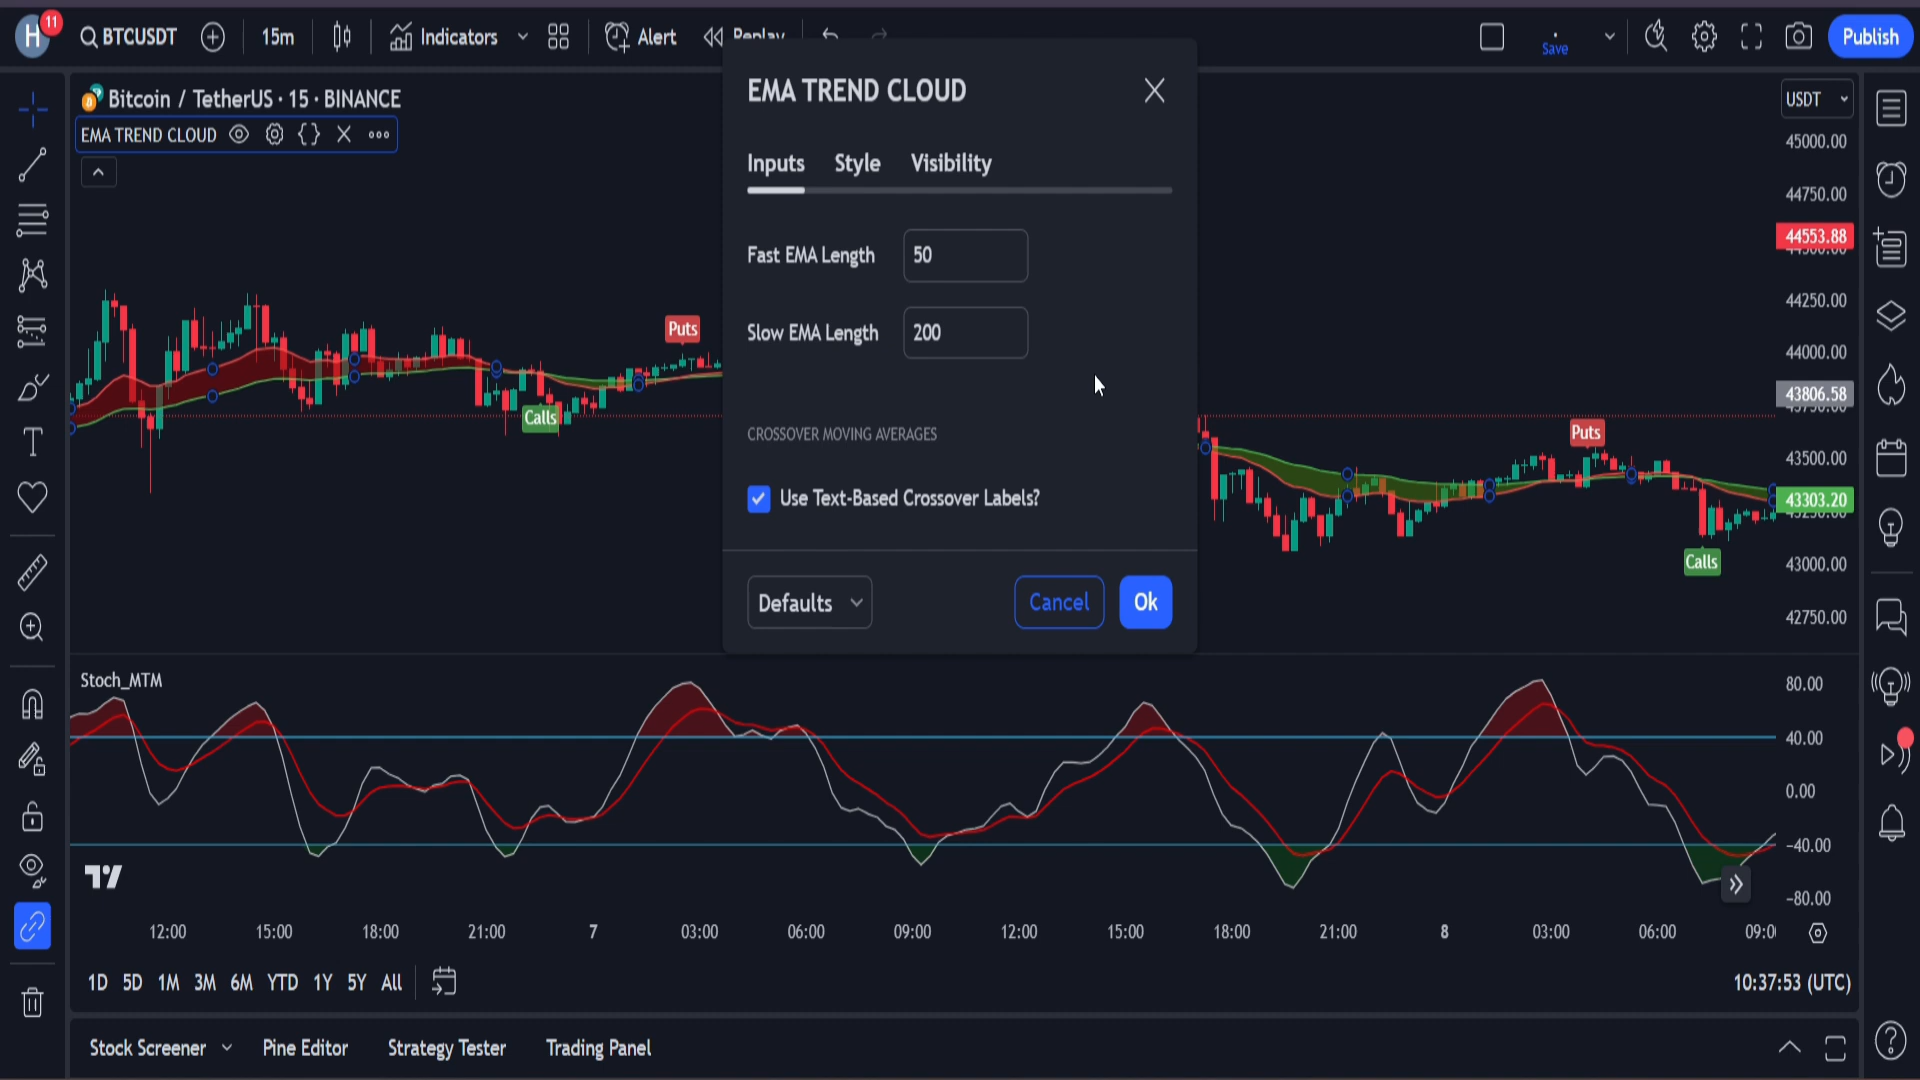 H 11 BTCUSDT 15m Indicators Alert Replay Save Publish
Bitcoin / TetherUS · 15 · BINANCE
EMA TREND CLOUD
EMA TREND CLOUD
Inputs Style Visibility
Fast EMA Length 50
Slow EMA Length 200
CROSSOVER MOVING AVERAGES
Use Text-Based Crossover Labels?
Defaults Cancel Ok
Puts
Calls
Puts
Calls
USDT
45000.00
44750.00
44553.88
44250.00
44000.00
43806.58
43500.00
43303.20
43000.00
42750.00
Stoch_MTM
80.00
40.00
0.00
−40.00
−80.00
12:00 15:00 18:00 21:00 7 03:00 06:00 09:00 12:00 15:00 18:00 21:00 8 03:00 06:00
1D 5D 1M 3M 6M YTD 1Y 5Y All 10:37:53 (UTC)
Stock Screener Pine Editor Strategy Tester Trading Panel